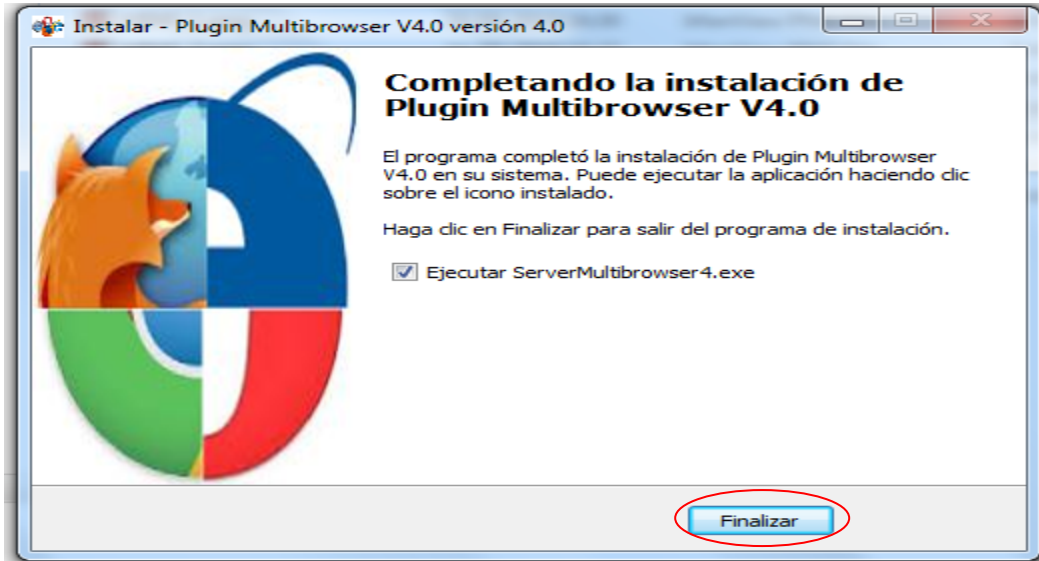 Instalar - Plugin Multibrowser V4.0 versión 4.0
Completando la instalación de
Plugin Multibrowser V4.0
El programa completó la instalación de Plugin Multibrowser
V4.0 en su sistema. Puede ejecutar la aplicación haciendo clic
sobre el icono instalado.
Haga clic en Finalizar para salir del programa de instalación.
Ejecutar ServerMultibrowser4.exe
Finalizar